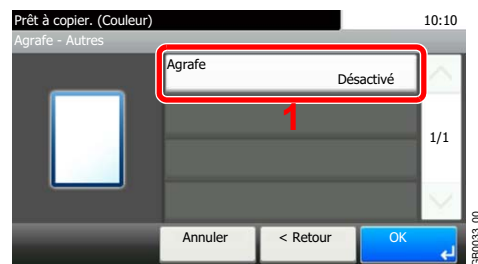 Prêt à copier. (Couleur) 10:10
Agrafe - Autres
Agrafe
Désactivé
1
1/1
Annuler < Retour OK
GB0033_00